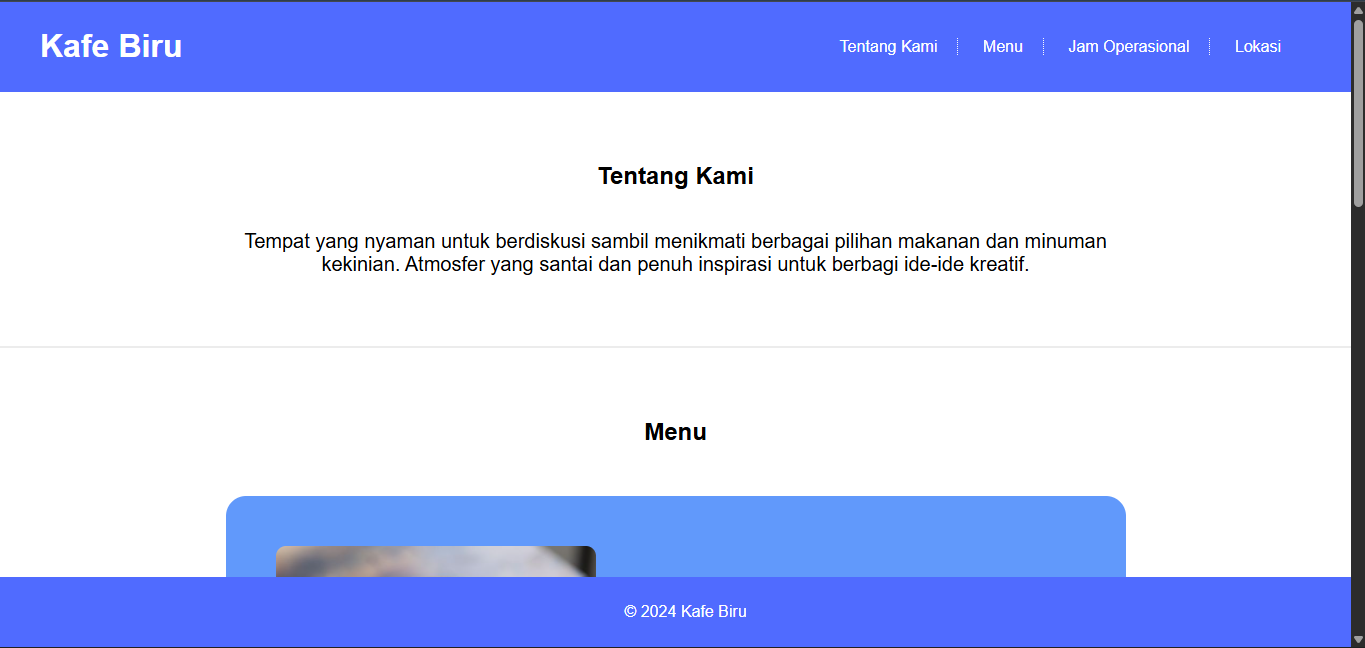 Kafe Biru
Tentang Kami
Menu
Jam Operasional
Lokasi
Tentang Kami
Tempat yang nyaman untuk berdiskusi sambil menikmati berbagai pilihan makanan dan minuman
kekinian. Atmosfer yang santai dan penuh inspirasi untuk berbagi ide-ide kreatif.
Menu
© 2024 Kafe Biru